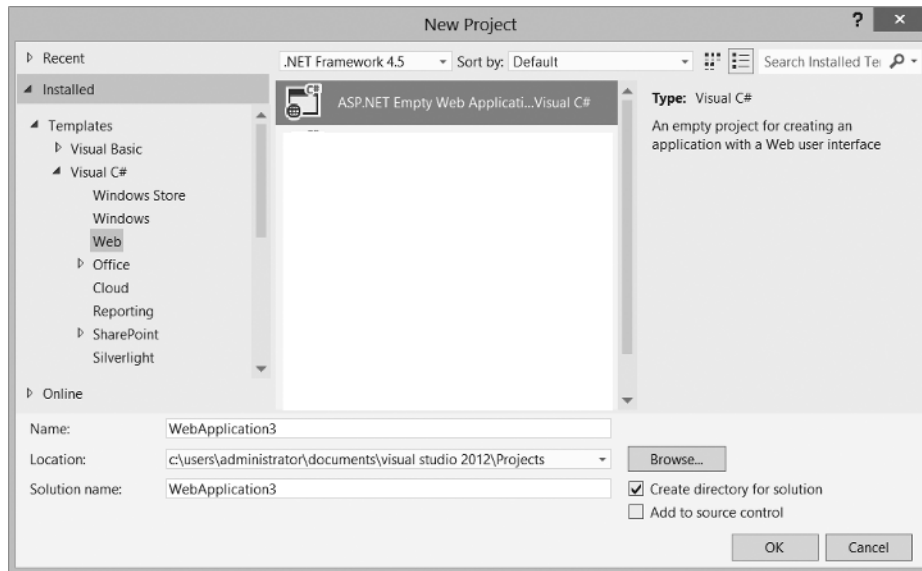 New Project
? ×
Recent
.NET Framework 4.5 Sort by: Default Search Installed Te
Installed
ASP.NET Empty Web Applicati...Visual C#
Type: Visual C#
An empty project for creating an
application with a Web user interface
Templates
Visual Basic
Visual C#
Windows Store
Windows
Web
Office
Cloud
Reporting
SharePoint
Silverlight
Online
Name: WebApplication3
Location: c:\users\administrator\documents\visual studio 2012\Projects Browse...
Solution name: WebApplication3 Create directory for solution
Add to source control
OK Cancel